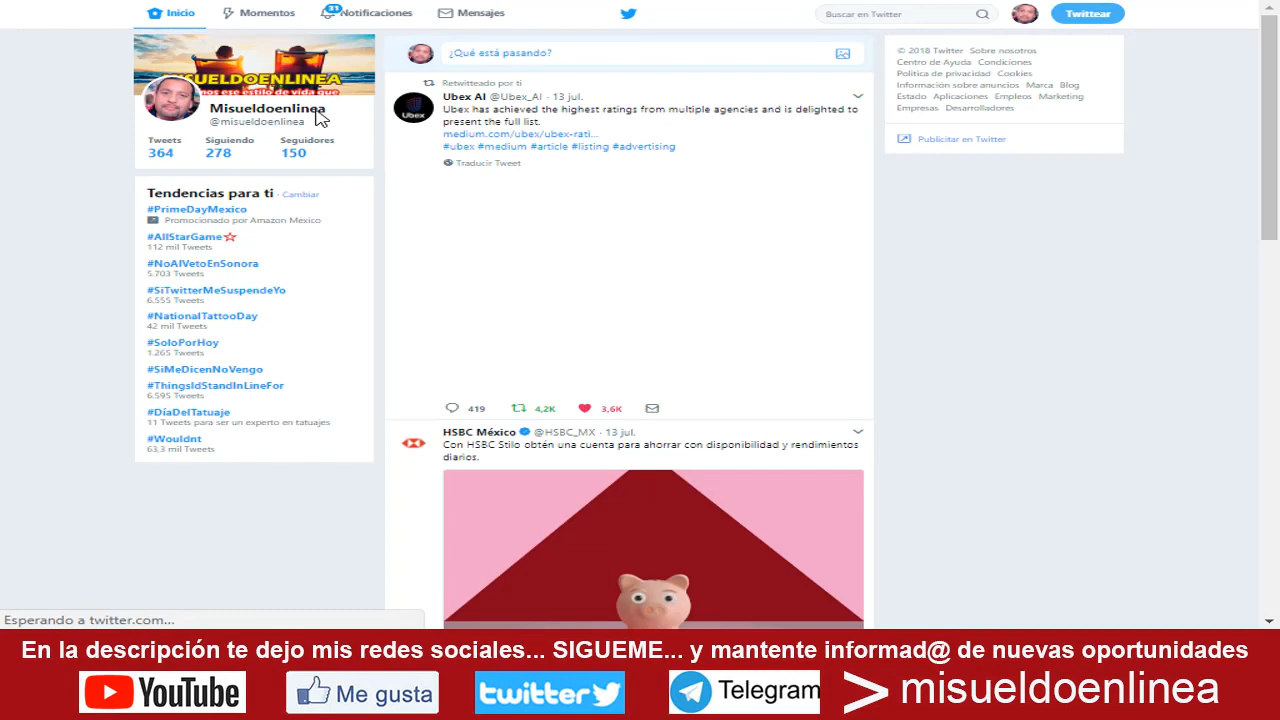 Inicio
Momentos
31
Notificaciones
Mensajes
Buscar en Twitter
Twittear
MISUELDOENLINEA
Misueldoenlinea
@misueldoenlinea
Tweets Siguiendo Seguidores
364 278 150
Tendencias para ti · Cambiar
#PrimeDayMexico
Promocionado por Amazon México
#AllStarGame
112 mil Tweets
#NoAlVetoEnSonora
5.703 Tweets
#SiTwitterMeSuspendeYo
6.555 Tweets
#NationalTattooDay
42 mil Tweets
#SoloPorHoy
1.265 Tweets
#SiMeDicenNoVengo
#ThingsIdStandInLineFor
6.595 Tweets
#DíaDelTatuaje
11 Tweets para ser un experto en tatuajes
#Wouldnt
63,3 mil Tweets
¿Qué está pasando?
Retwitteado por ti
Ubex
Ubex AI @Ubex_AI · 13 jul.
Ubex has achieved the highest ratings from multiple agencies and is delighted to
present the full list.
medium.com/ubex/ubex-rati...
#ubex #medium #article #listing #advertising
Traducir Tweet
419 4,2K 3,6K
HSBC México @HSBC_MX · 13 jul.
Con HSBC Stilo obtén una cuenta para ahorrar con disponibilidad y rendimientos
diarios.
© 2018 Twitter Sobre nosotros
Centro de Ayuda Condiciones
Política de privacidad Cookies
Información sobre anuncios Marca Blog
Estado Aplicaciones Empleos Marketing
Empresas Desarrolladores
Publicitar en Twitter
Esperando a twitter.com...
En la descripción te dejo mis redes sociales... SIGUEME... y mantente informad@ de nuevas oportunidades
YouTube
Me gusta
twitter
Telegram
> misueldoenlinea